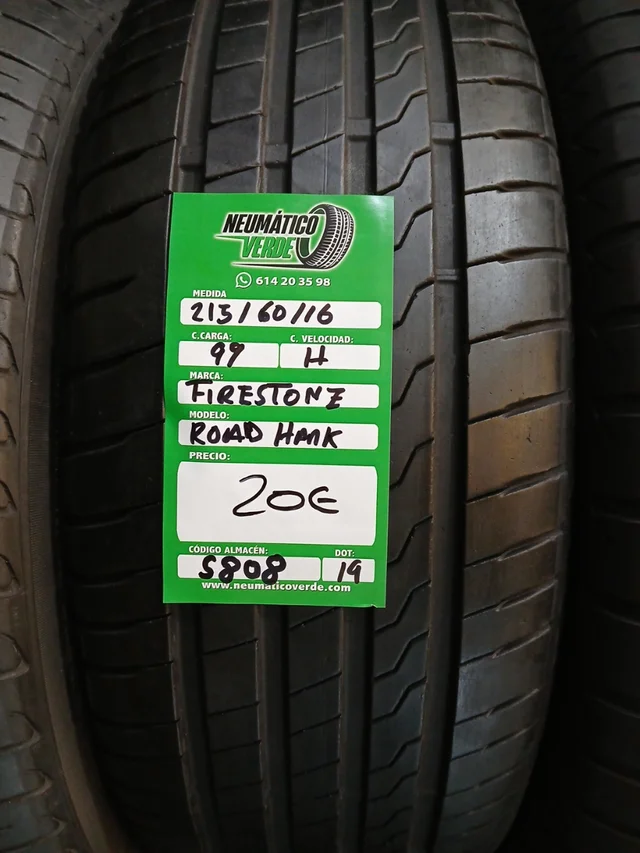 NEUMÁTICO
VERDE
614 20 35 98
MEDIDA
215/60/16
C.CARGA: C. VELOCIDAD:
99 H
MARCA:
FIRESTONE
MODELO:
ROAD HAWK
PRECIO:
20€
CÓDIGO ALMACÉN: DOT:
S808 19
www.neumaticoverde.com